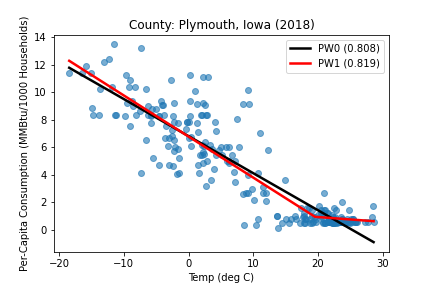 County: Plymouth, Iowa (2018)
Per-Capita Consumption (MMBtu/1000 Households)
14
12
10
8
6
4
2
0
PW0 (0.808)
PW1 (0.819)
−20 −10 0 10 20 30
Temp (deg C)